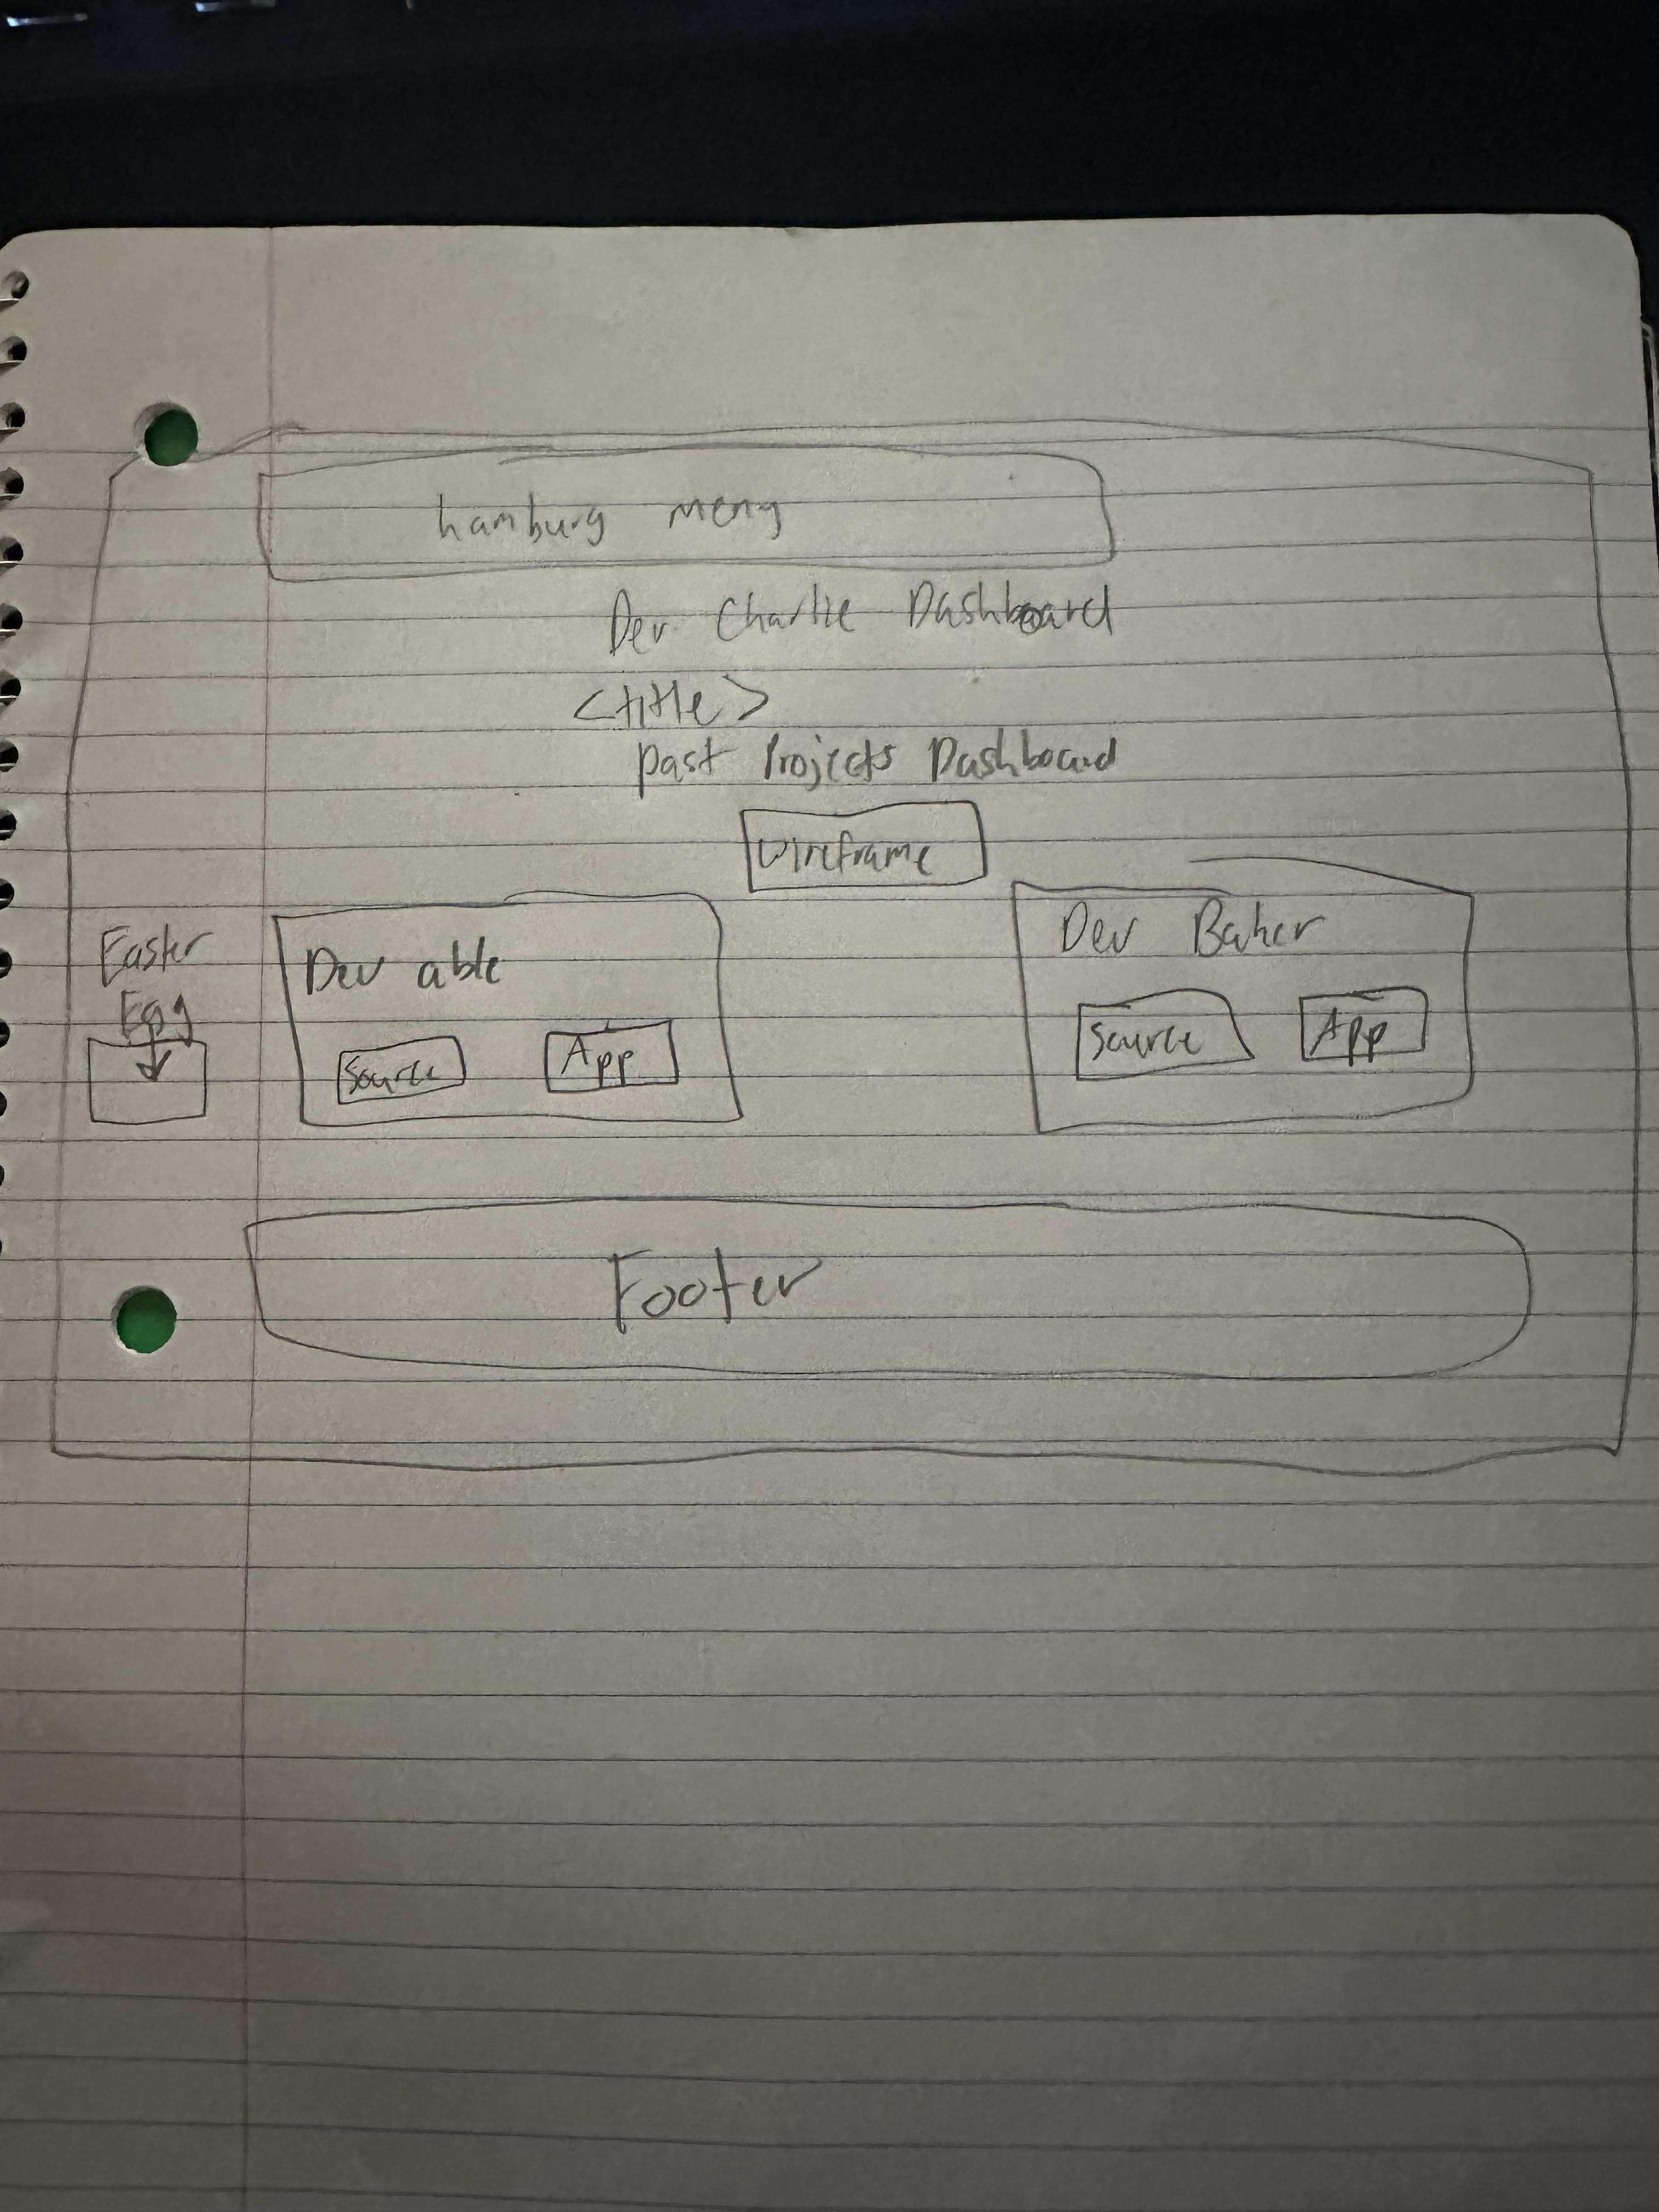 hamburg menu
Dev Charlie Dashboard
<title>
past Projects Dashboard
Wireframe
Easter
Egg
Dev able
Source
App
Dev Baker
Source
App
Footer